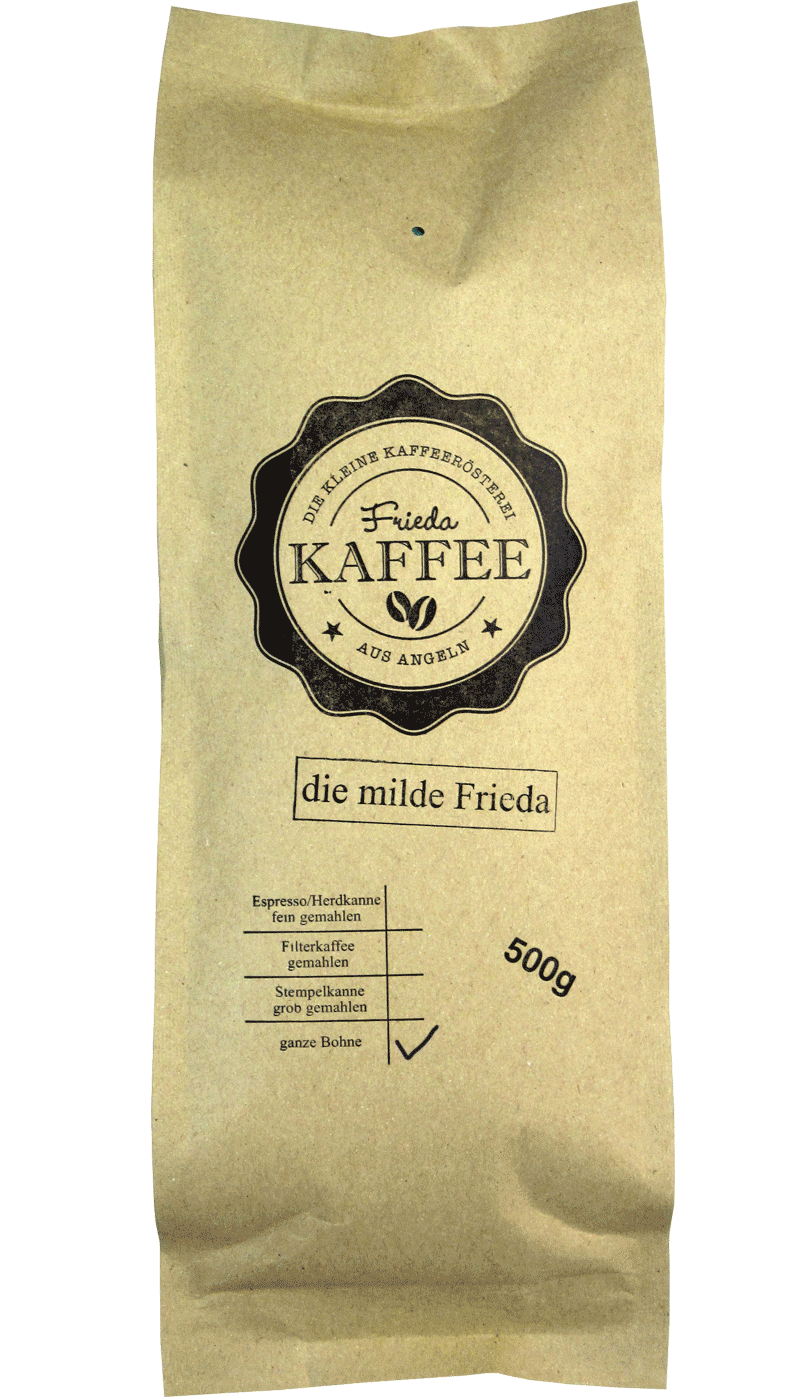 DIE KLEINE KAFFEERÖSTEREI
Frieda
KAFFEE
AUS ANGELN
die milde Frieda
Espresso/Herdkanne
fein gemahlen
Filterkaffee
gemahlen
Stempelkanne
grob gemahlen
ganze Bohne
500g